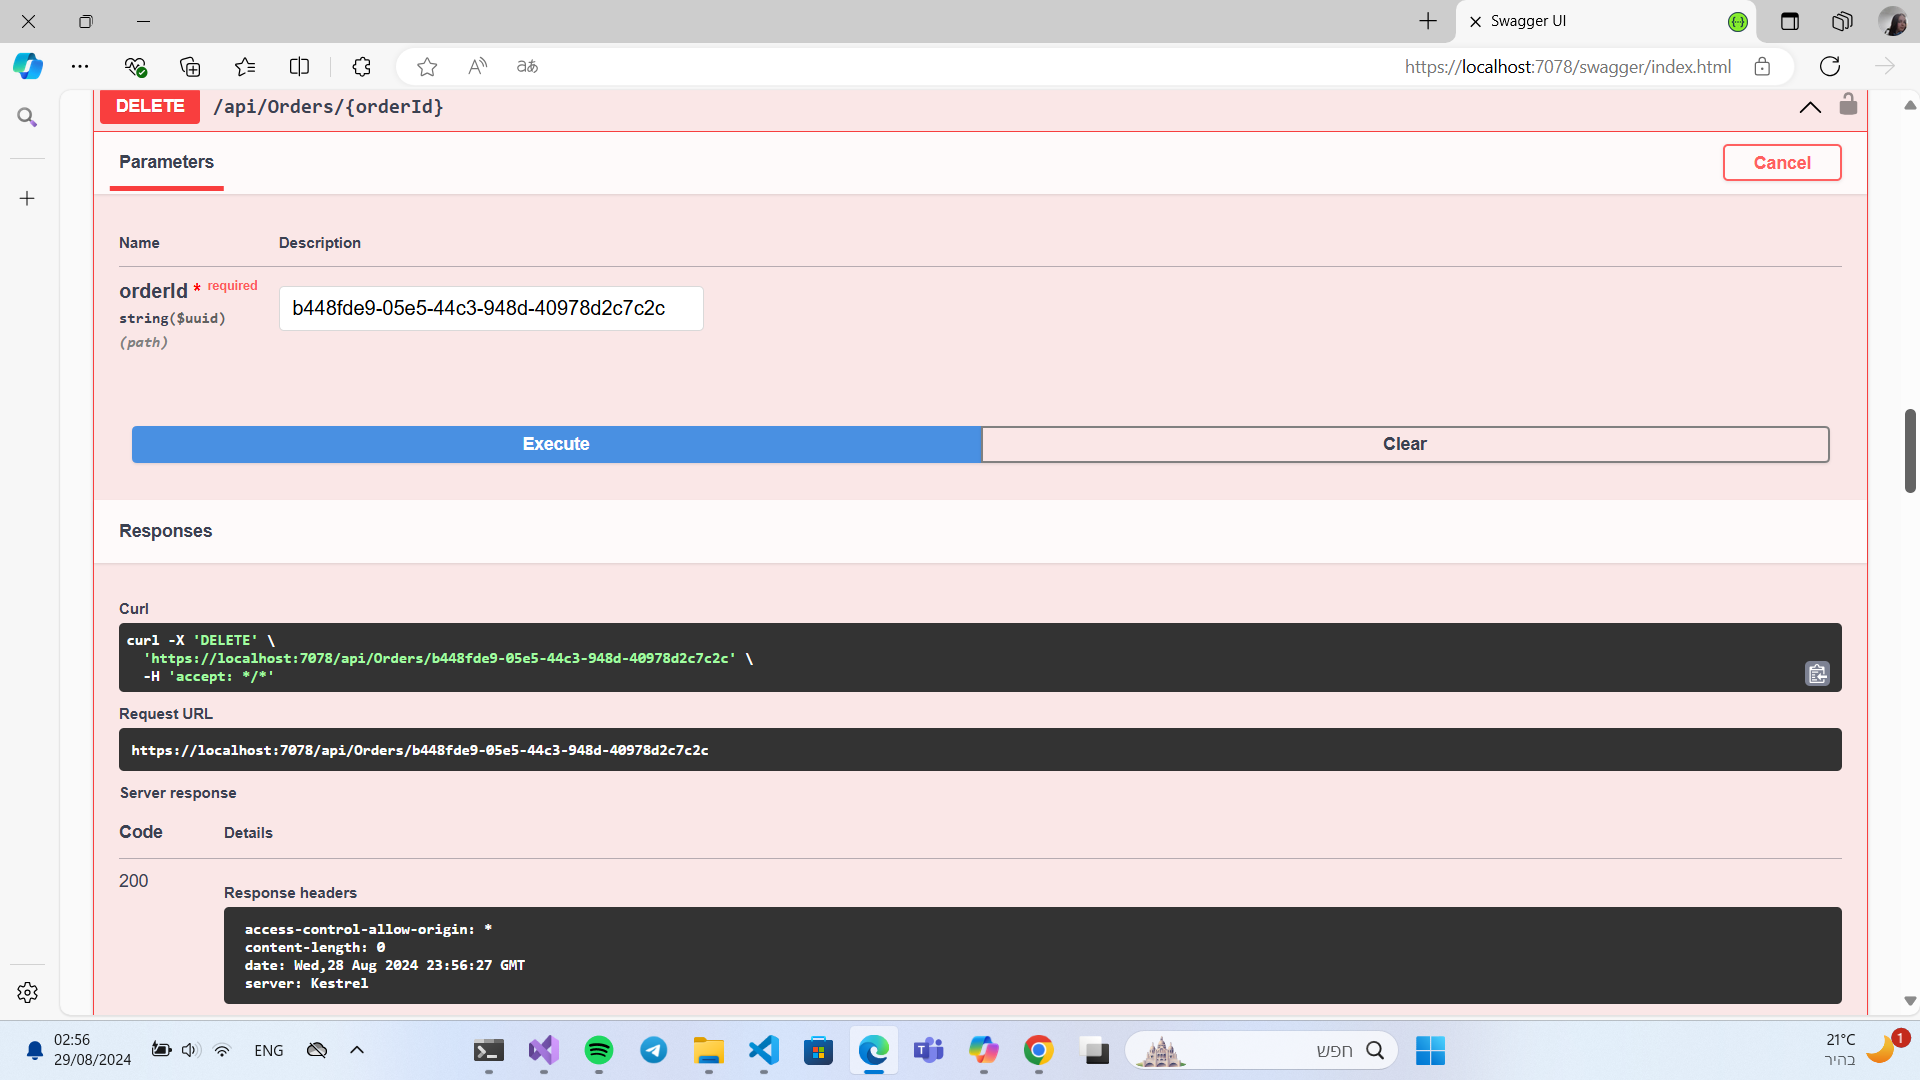 Swagger UI
https://localhost:7078/swagger/index.html
DELETE /api/Orders/{orderId}
Parameters
Cancel
Name Description
orderId * required
string($uuid)
(path)
b448fde9-05e5-44c3-948d-40978d2c7c2c
Execute Clear
Responses
Curl
curl -X 'DELETE' \
'https://localhost:7078/api/Orders/b448fde9-05e5-44c3-948d-40978d2c7c2c' \
-H 'accept: */*'
Request URL
https://localhost:7078/api/Orders/b448fde9-05e5-44c3-948d-40978d2c7c2c
Server response
Code Details
200
Response headers
access-control-allow-origin: *
content-length: 0
date: Wed,28 Aug 2024 23:56:27 GMT
server: Kestrel
02:56
29/08/2024
ENG
חפש
21°C
בהיר
1